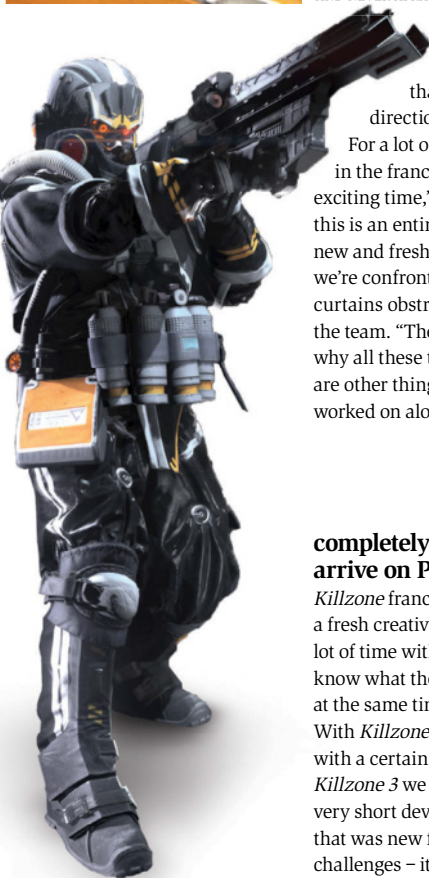 tha
direction
For a lot o
in the franc
exciting time,'
this is an entir
new and fresh
we're confront
curtains obstr
the team. “The
why all these t
are other thing
worked on alo
completely
arrive on P
Killzone franc
a fresh creativ
lot of time with
know what the
at the same tim
With Killzone
with a certain
Killzone 3 we
very short dev
that was new f
challenges – it